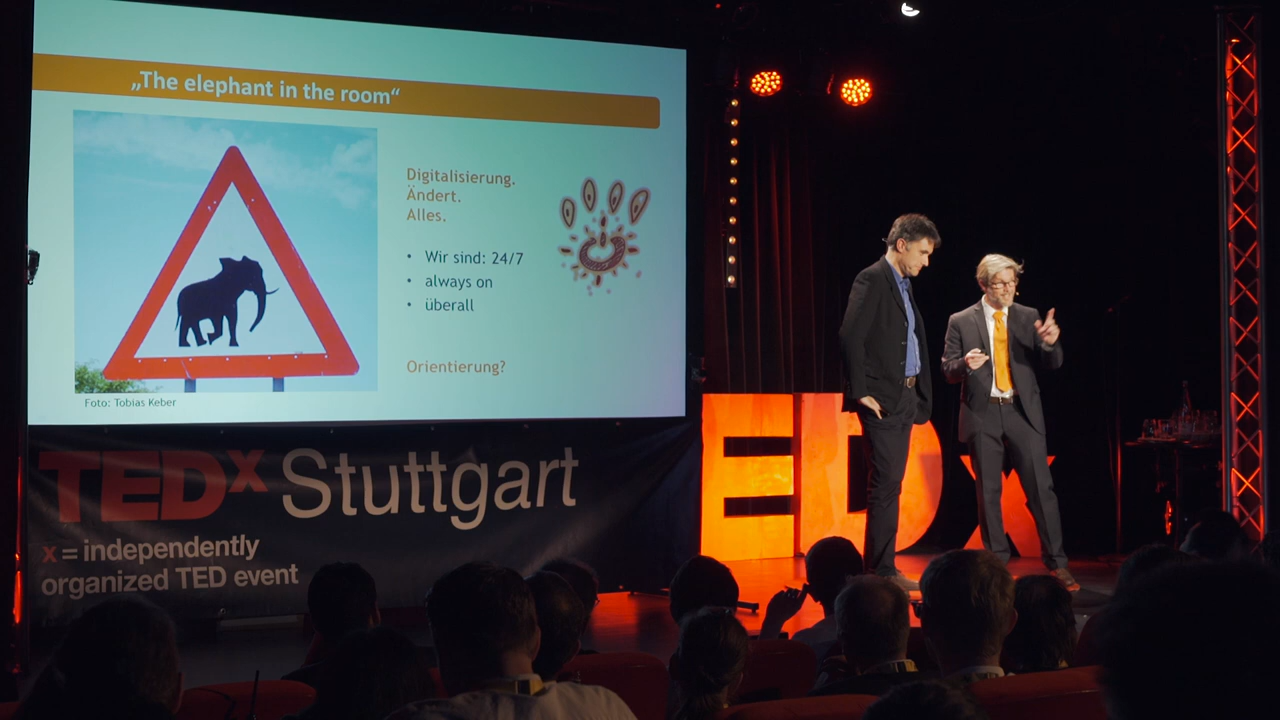 „The elephant in the room“
Digitalisierung.
Ändert.
Alles.
• Wir sind: 24/7
• always on
• überall
Orientierung?
Foto: Tobias Keber
TEDx Stuttgart
x = independently
organized TED event
EDx